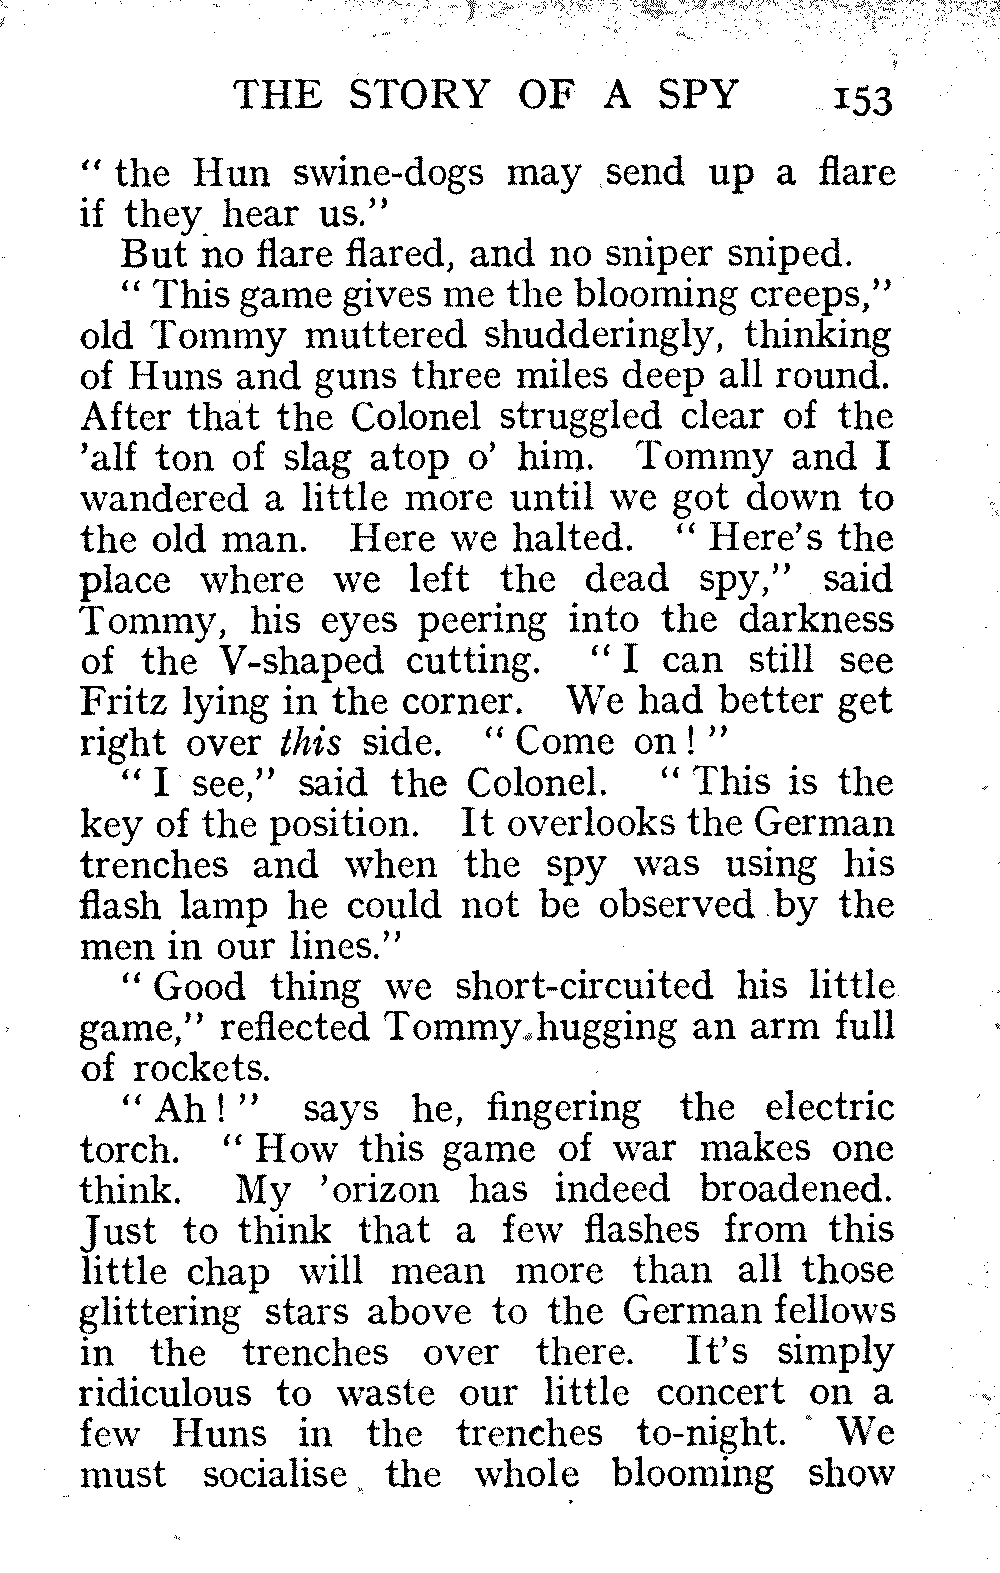 THE STORY OF A SPY 153
“ the Hun swine-dogs may send up a flare
if they hear us.”
But no flare flared, and no sniper sniped.
“ This game gives me the blooming creeps,”
old Tommy muttered shudderingly, thinking
of Huns and guns three miles deep all round.
After that the Colonel struggled clear of the
’alf ton of slag atop o’ him. Tommy and I
wandered a little more until we got down to
the old man. Here we halted. “ Here’s the
place where we left the dead spy,” said
Tommy, his eyes peering into the darkness
of the V-shaped cutting. “ I can still see
Fritz lying in the corner. We had better get
right over this side. “ Come on ! ”
“ I see,” said the Colonel. “ This is the
key of the position. It overlooks the German
trenches and when the spy was using his
flash lamp he could not be observed by the
men in our lines.”
“ Good thing we short-circuited his little
game,” reflected Tommy, hugging an arm full
of rockets.
“ Ah ! ” says he, fingering the electric
torch. “ How this game of war makes one
think. My ’orizon has indeed broadened.
Just to think that a few flashes from this
little chap will mean more than all those
glittering stars above to the German fellows
in the trenches over there. It’s simply
ridiculous to waste our little concert on a
few Huns in the trenches to-night. We
must socialise the whole blooming show